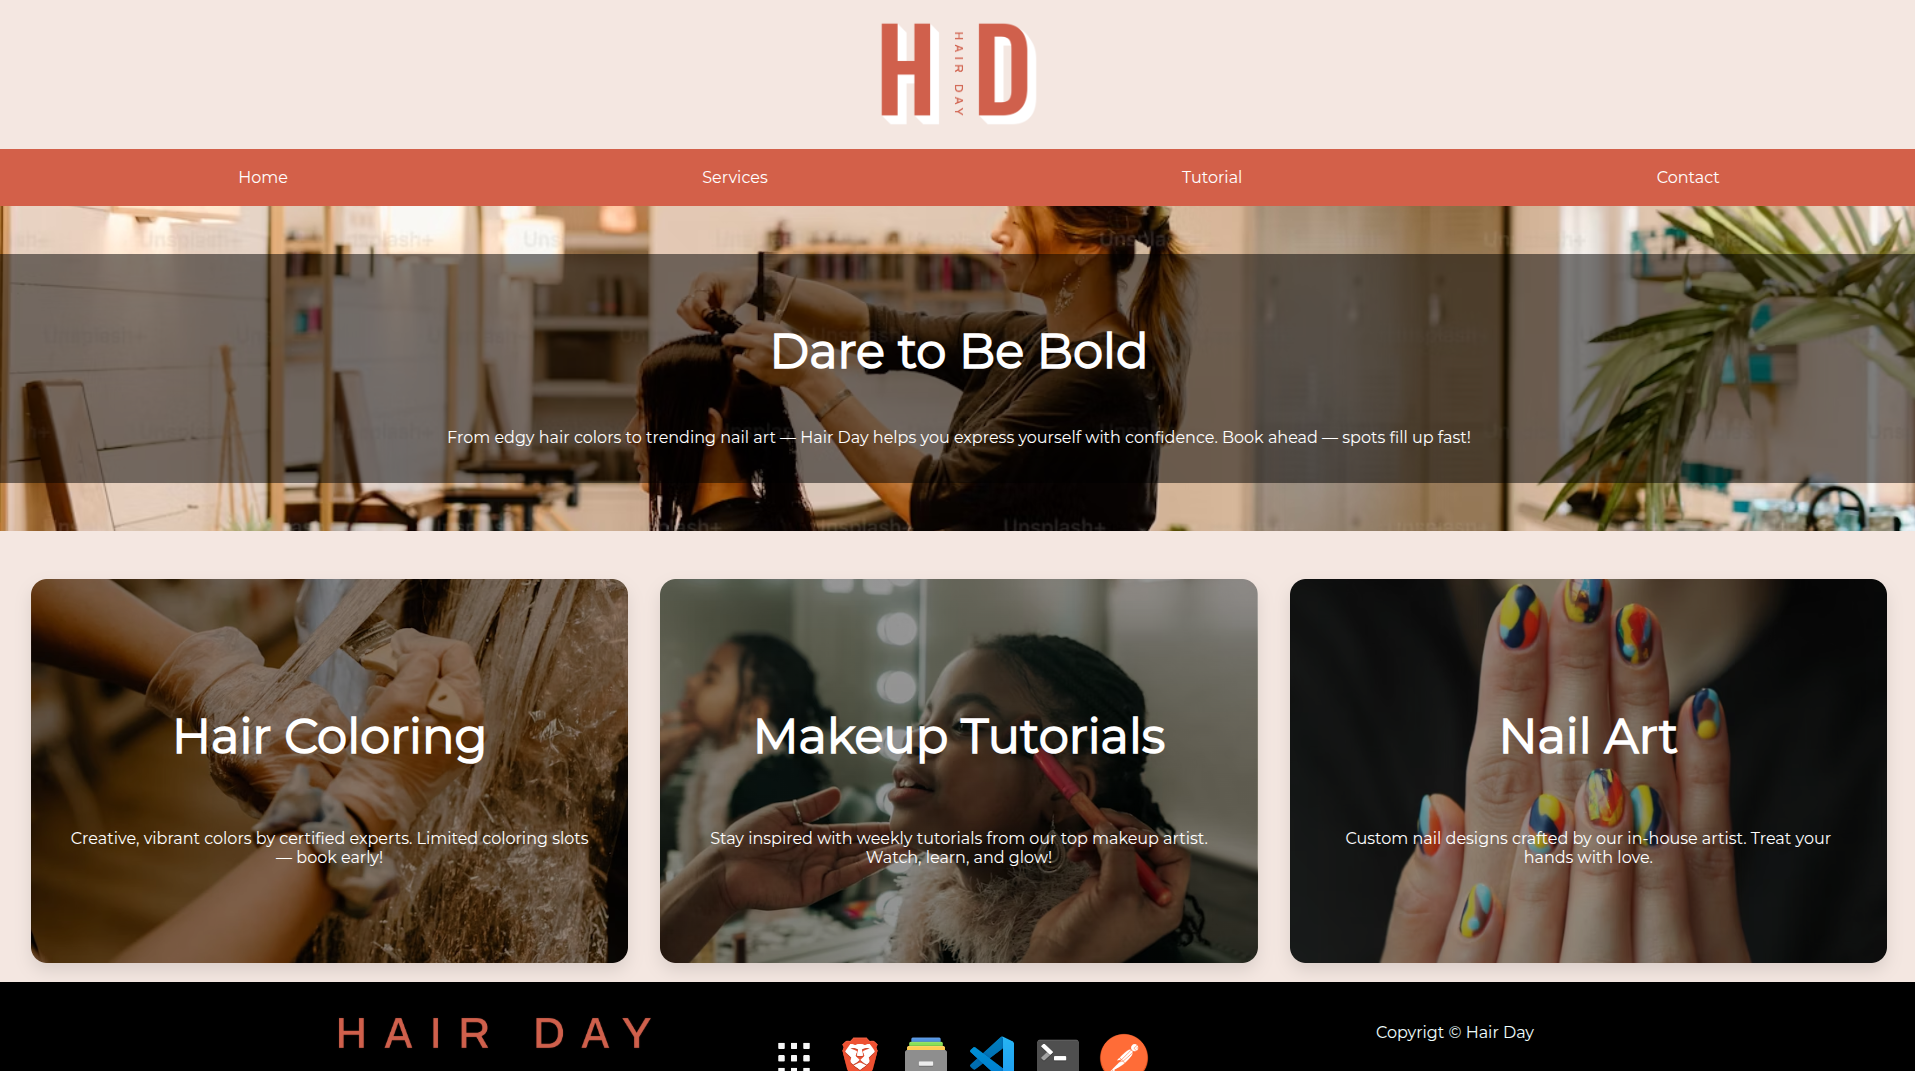 H HAIR DAY D
Home Services Tutorial Contact
Unsplash+
Dare to Be Bold
From edgy hair colors to trending nail art — Hair Day helps you express yourself with confidence. Book ahead — spots fill up fast!
Unsplash+
Hair Coloring
Creative, vibrant colors by certified experts. Limited coloring slots
— book early!
Makeup Tutorials
Stay inspired with weekly tutorials from our top makeup artist.
Watch, learn, and glow!
Nail Art
Custom nail designs crafted by our in-house artist. Treat your
hands with love.
HAIR DAY
Copyrigt © Hair Day